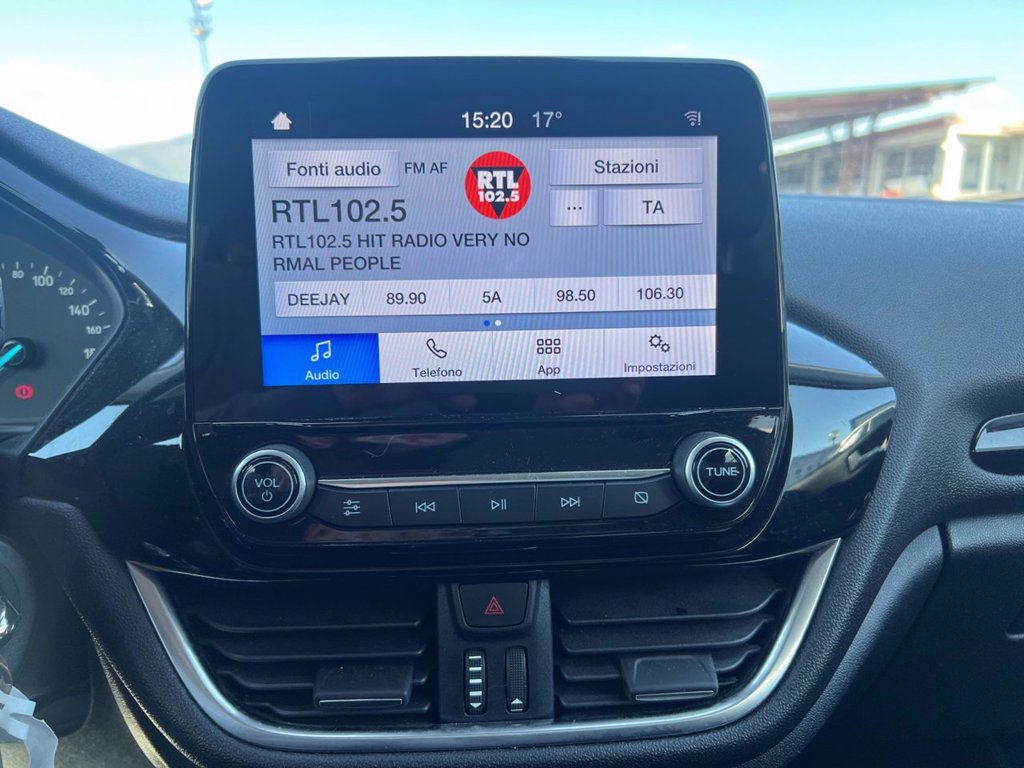 15:20 17°
Fonti audio FM AF RTL 102.5 Stazioni
... TA
RTL102.5
RTL102.5 HIT RADIO VERY NO
RMAL PEOPLE
DEEJAY 89.90 5A 98.50 106.30
Audio Telefono App Impostazioni
VOL TUNE
80 100 120 140 160